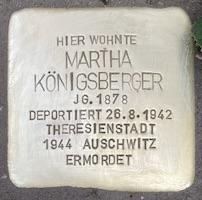 HIER WOHNTE
MARTHA
KÖNIGSBERGER
JG. 1878
DEPORTIERT 26.8.1942
THERESIENSTADT
1944 AUSCHWITZ
ERMORDET